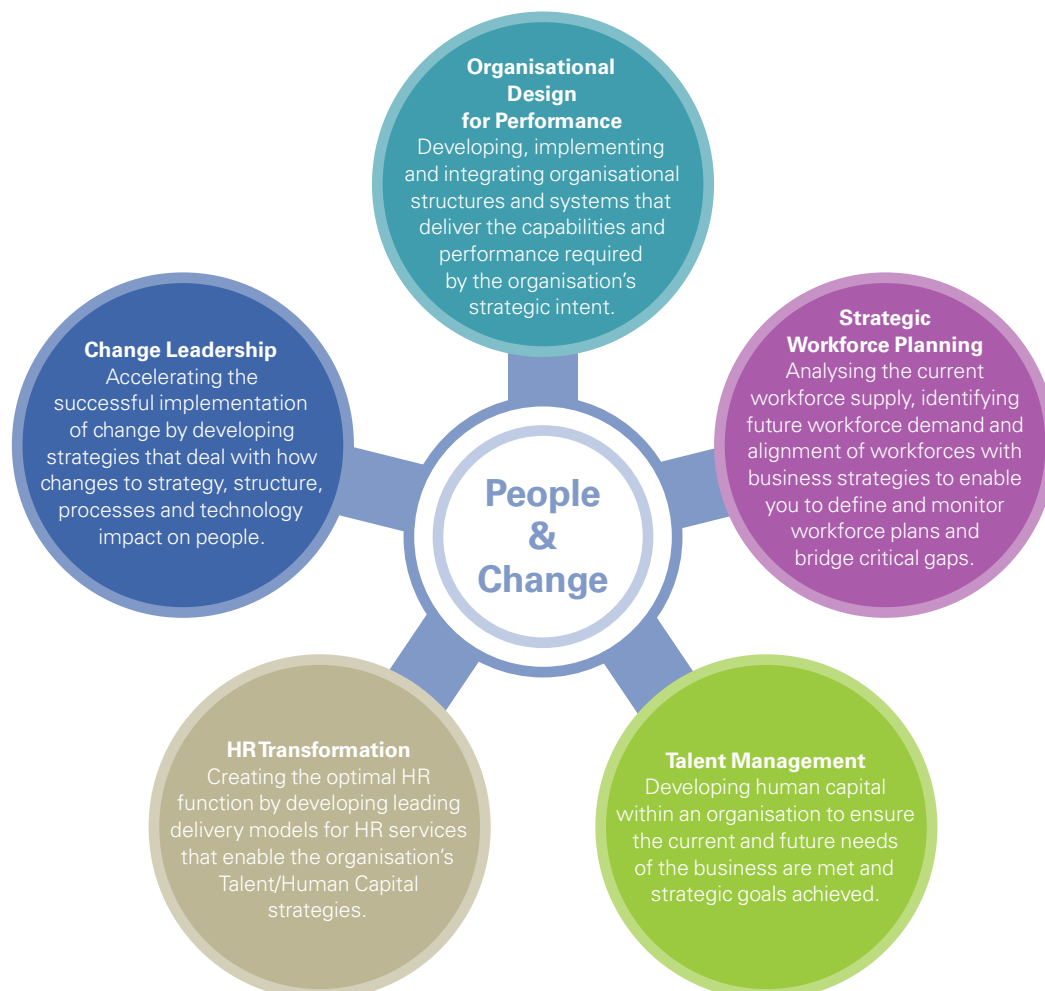 Organisational
Design
for Performance
Developing, implementing
and integrating organisational
structures and systems that
deliver the capabilities and
performance required
by the organisation's
strategic intent.
Strategic
Workforce Planning
Analysing the current
workforce supply, identifying
future workforce demand and
alignment of workforces with
business strategies to enable
you to define and monitor
workforce plans and
bridge critical gaps.
Talent Management
Developing human capital
within an organisation to ensure
the current and future needs
of the business are met and
strategic goals achieved.
HR Transformation
Creating the optimal HR
function by developing leading
delivery models for HR services
that enable the organisation's
Talent/Human Capital
strategies.
Change Leadership
Accelerating the
successful implementation
of change by developing
strategies that deal with how
changes to strategy, structure,
processes and technology
impact on people.
People
&
Change